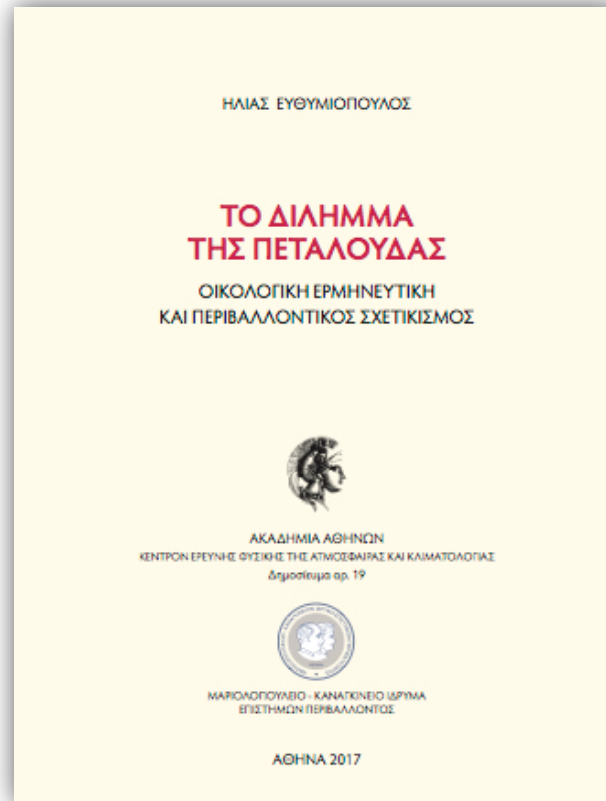 ΗΛΙΑΣ ΕΥΘΥΜΙΟΠΟΥΛΟΣ
ΤΟ ΔΙΛΗΜΜΑ
ΤΗΣ ΠΕΤΑΛΟΥΔΑΣ
ΟΙΚΟΛΟΓΙΚΗ ΕΡΜΗΝΕΥΤΙΚΗ
ΚΑΙ ΠΕΡΙΒΑΛΛΟΝΤΙΚΟΣ ΣΧΕΤΙΚΙΣΜΟΣ
ΑΚΑΔΗΜΙΑ ΑΘΗΝΩΝ
ΚΕΝΤΡΟΝ ΕΡΕΥΝΗΣ ΦΥΣΙΚΗΣ ΤΗΣ ΑΤΜΟΣΦΑΙΡΑΣ ΚΑΙ ΚΛΙΜΑΤΟΛΟΓΙΑΣ
Δημοσίευμα αρ. 19
ΜΑΡΙΟΛΟΠΟΥΛΕΙΟ - ΚΑΝΑΓΚΙΝΕΙΟ ΙΔΡΥΜΑ
ΕΠΙΣΤΗΜΩΝ ΠΕΡΙΒΑΛΛΟΝΤΟΣ
ΑΘΗΝΑ 2017